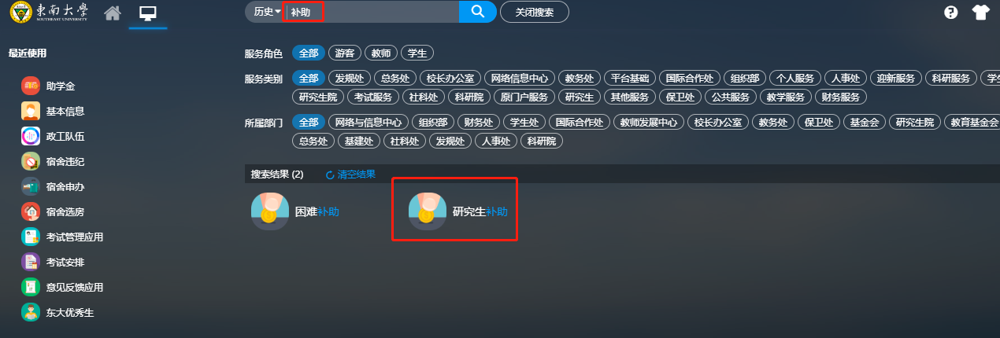 東南大學
SOUTHEAST UNIVERSITY
历史 补助 关闭搜索
最近使用
助学金
基本信息
政工队伍
宿舍违纪
宿舍申办
宿舍选房
考试管理应用
考试安排
意见反馈应用
东大优秀生
服务角色 全部 游客 教师 学生
服务类别 全部 发规处 总务处 校长办公室 网络信息中心 教务处 平台基础 国际合作处 组织部 个人服务 人事处 迎新服务 科研服务 学生
研究生院 考试服务 社科处 科研院 原门户服务 研究生 其他服务 保卫处 公共服务 教学服务 财务服务
所属部门 全部 网络与信息中心 组织部 财务处 学生处 国际合作处 教师发展中心 校长办公室 教务处 保卫处 基金会 研究生院 教育基金会
总务处 基建处 社科处 发规处 人事处 科研院
搜索结果 (2) 清空结果
困难补助 研究生补助